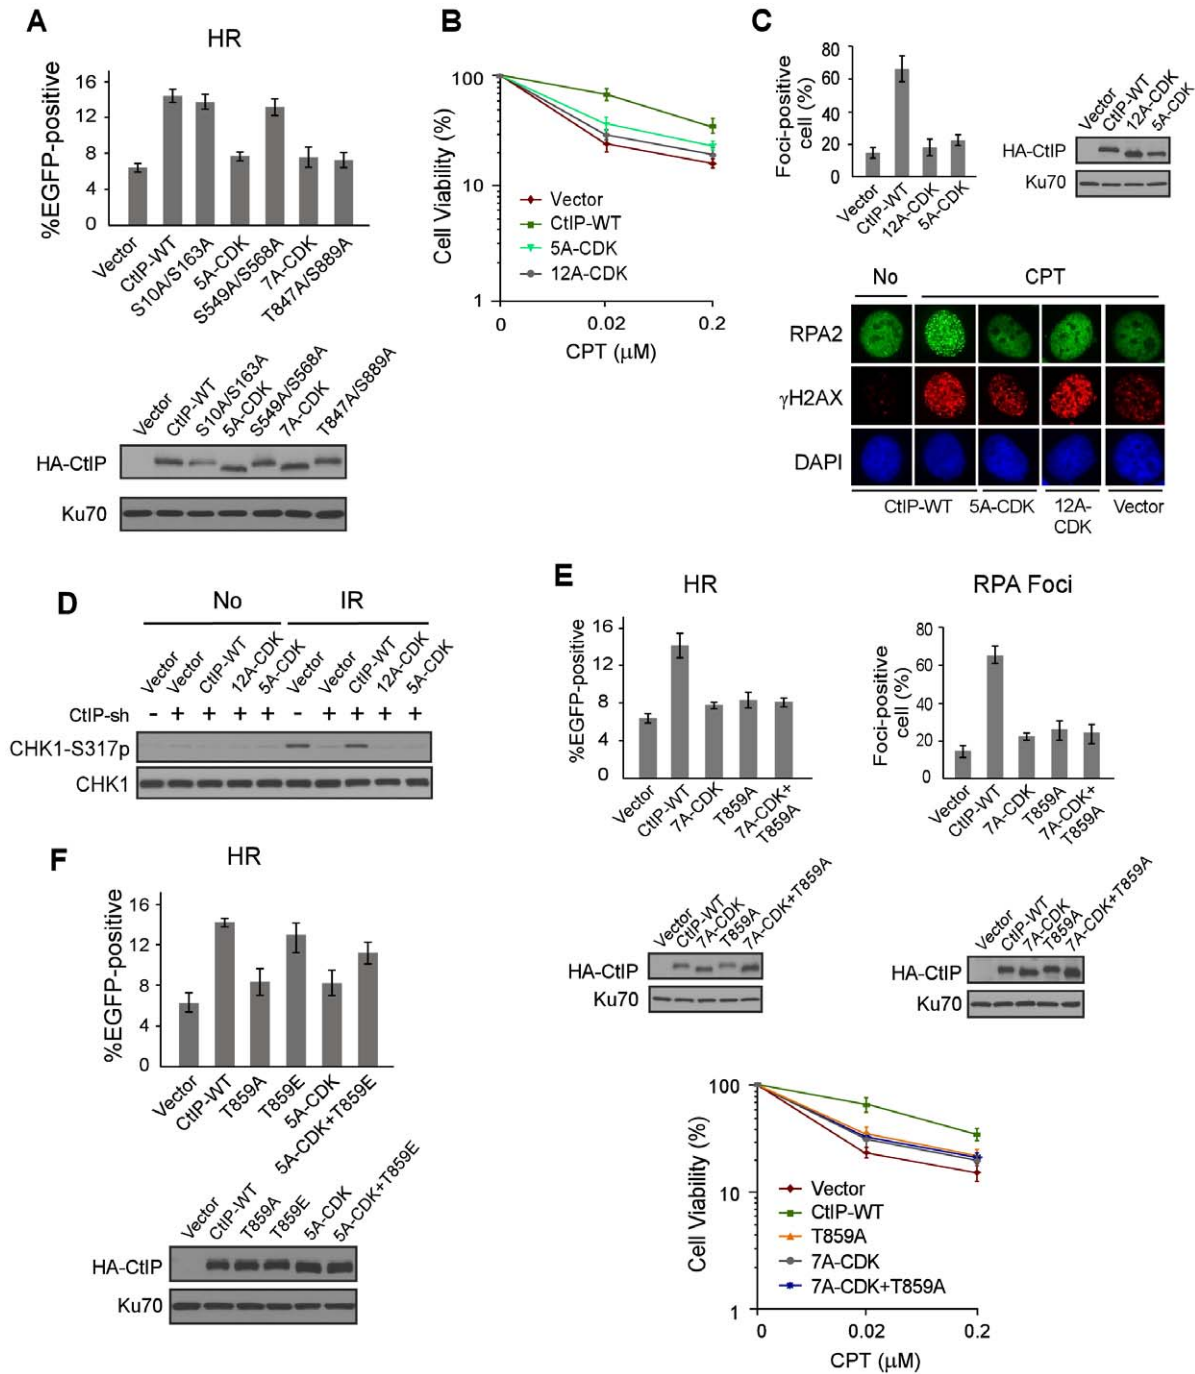 A
HR
%EGFP-positive
16
12
8
4
0
Vector
CtIP-WT
S10A/S163A
5A-CDK
S549A/S568A
7A-CDK
T847A/S889A
Vector
CtIP-WT
S10A/S163A
5A-CDK
S549A/S568A
7A-CDK
T847A/S889A
HA-CtIP
Ku70
B
Cell Viability (%)
100
10
1
Vector
CtIP-WT
5A-CDK
12A-CDK
0
0.02
0.2
CPT (μM)
C
Foci-positive
cell (%)
80
60
40
20
0
Vector
CtIP-WT
12A-CDK
5A-CDK
Vector
CtIP-WT
12A-CDK
5A-CDK
HA-CtIP
Ku70
No
CPT
RPA2
γH2AX
DAPI
CtIP-WT
5A-CDK
12A-
CDK
Vector
D
No
IR
Vector
Vector
CtIP-WT
12A-CDK
5A-CDK
Vector
Vector
CtIP-WT
12A-CDK
5A-CDK
CtIP-sh - + + + + - + + + +
CHK1-S317p
CHK1
E
HR
%EGFP-positive
16
12
8
4
0
Vector
CtIP-WT
7A-CDK
T859A
7A-CDK+
T859A
RPA Foci
Foci-positive
cell (%)
80
60
40
20
0
Vector
CtIP-WT
7A-CDK
T859A
7A-CDK+
T859A
Vector
CtIP-WT
7A-CDK
T859A
7A-CDK+T859A
HA-CtIP
Ku70
Vector
CtIP-WT
7A-CDK
T859A
7A-CDK+T859A
HA-CtIP
Ku70
Cell Viability (%)
100
10
1
Vector
CtIP-WT
T859A
7A-CDK
7A-CDK+T859A
0
0.02
0.2
CPT (μM)
F
HR
%EGFP-positive
16
12
8
4
0
Vector
CtIP-WT
T859A
T859E
5A-CDK
5A-CDK+T859E
Vector
CtIP-WT
T859A
T859E
5A-CDK
5A-CDK+T859E
HA-CtIP
Ku70